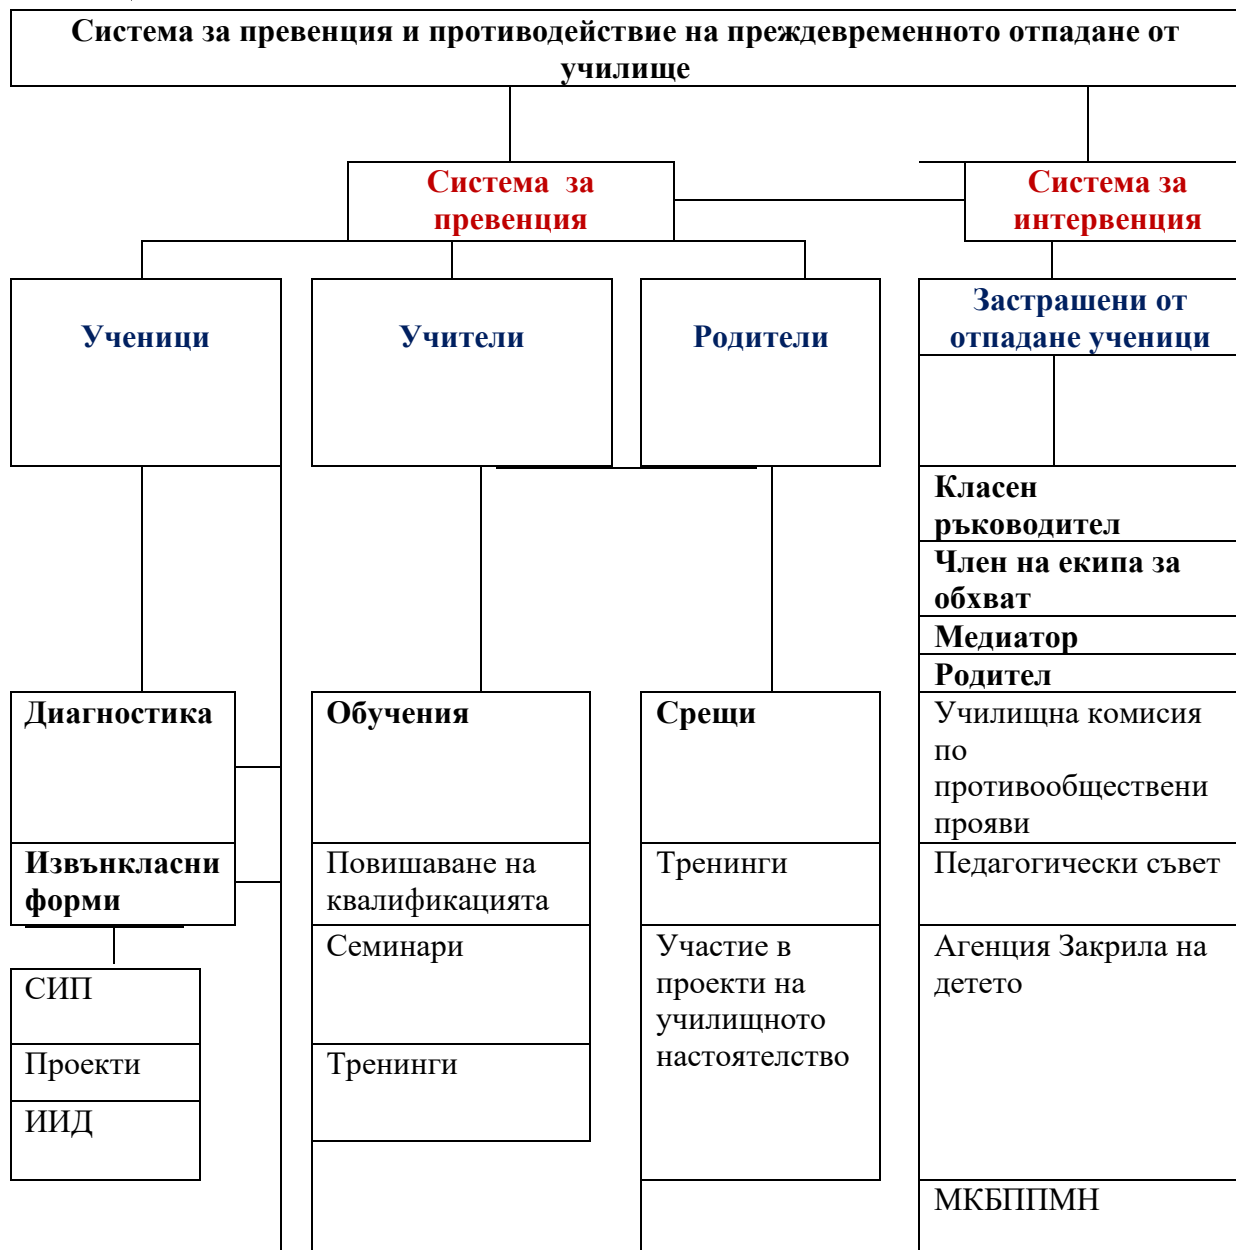 Система за превенция и противодействие на преждевременното отпадане от
училище
Система за
превенция
Система за
интервенция
Ученици
Учители
Родители
Застрашени от
отпадане ученици
Класен
ръководител
Член на екипа за
обхват
Медиатор
Родител
Диагностика
Обучения
Срещи
Училищна комисия
по
противообществени
прояви
Извънкласни
форми
Повишаване на
квалификацията
Тренинги
Педагогически съвет
Семинари
Участие в
проекти на
училищното
настоятелство
Агенция Закрила на
детето
СИП
Проекти
Тренинги
ИИД
МКБППМН